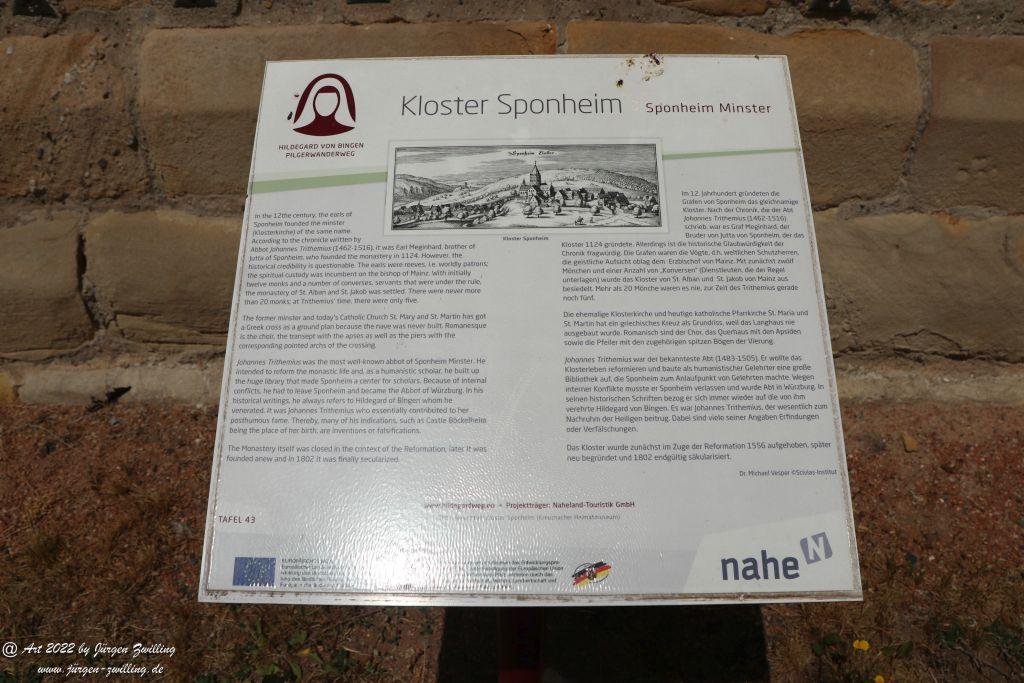 Kloster Sponheim Sponheim Minster
HILDEGARD VON BINGEN
PILGERWANDERWEG
Sponheim
Kloster Sponheim
In the 12the century, the earls of
Sponheim founded the minster
(Klosterkirche) of the same name.
According to the chronicle written by
Abbot Johannes Trithemius (1462-1516), it was Earl Meginhard, brother of
Jutta of Sponheim, who founded the monastery in 1124. However, the
historical credibility is questionable. The earls were reeves, i.e. worldly patrons;
the spiritual custody was incumbent on the bishop of Mainz. With initially
twelve monks and a number of converses, servants that were under the rule,
the monastery of St. Alban and St. Jakob was settled. There were never more
than 20 monks; at Trithemius' time, there were only five.
The former minster and today's Catholic Church St. Mary and St. Martin has got
a Greek cross as a ground plan because the nave was never built. Romanesque
is the choir, the transept with the apses as well as the piers with the
corresponding pointed archs of the crossing.
Johannes Trithemius was the most well-known abbot of Sponheim Minster. He
intended to reform the monastic life and, as a humanistic scholar, he built up
the huge library that made Sponheim a center for scholars. Because of internal
conflicts, he had to leave Sponheim and became the Abbot of Würzburg. In his
historical writings, he always refers to Hildegard of Bingen whom he
venerated. It was Johannes Trithemius who essentially contributed to her
posthumous fame. Thereby, many of his indications, such as Castle Böckelheim
being the place of her birth, are inventions or falsifications.
The Monastery itself was closed in the context of the Reformation, later it was
founded anew and in 1802 it was finally secularized.
Im 12. Jahrhundert gründeten die
Grafen von Sponheim das gleichnamige
Kloster. Nach der Chronik, die der Abt
Johannes Trithemius (1462-1516)
schrieb, war es Graf Meginhard, der
Bruder von Jutta von Sponheim, der das
Kloster 1124 gründete. Allerdings ist die historische Glaubwürdigkeit der
Chronik fragwürdig. Die Grafen waren die Vögte, d.h. weltlichen Schutzherren,
die geistliche Aufsicht oblag dem Erzbischof von Mainz. Mit zunächst zwölf
Mönchen und einer Anzahl von „Konversen" (Dienstleuten, die der Regel
unterlagen) wurde das Kloster von St. Alban und St. Jakob von Mainz aus
besiedelt. Mehr als 20 Mönche waren es nie, zur Zeit des Trithemius gerade
noch fünf.
Die ehemalige Klosterkirche und heutige katholische Pfarrkirche St. Maria und
St. Martin hat ein griechisches Kreuz als Grundriss, weil das Langhaus nie
ausgebaut wurde. Romanisch sind der Chor, das Querhaus mit den Apsiden
sowie die Pfeiler mit den zugehörigen spitzen Bögen der Vierung.
Johannes Trithemius war der bekannteste Abt (1483-1505). Er wollte das
Klosterleben reformieren und baute als humanistischer Gelehrter eine große
Bibliothek auf, die Sponheim zum Anlaufpunkt von Gelehrten machte. Wegen
interner Konflikte musste er Sponheim verlassen und wurde Abt in Würzburg. In
seinen historischen Schriften bezog er sich immer wieder auf die von ihm
verehrte Hildegard von Bingen. Es war Johannes Trithemius, der wesentlich zum
Nachruhm der Heiligen beitrug. Dabei sind viele seiner Angaben Erfindungen
oder Verfälschungen.
Das Kloster wurde zunächst im Zuge der Reformation 1556 aufgehoben, später
neu begründet und 1802 endgültig säkularisiert.
Dr. Michael Vesper ©Scivias-Institut
www.hildegardweg.eu • Projektträger: Naheland-Touristik GmbH
Sponheim (Kreuznacher Heimatmuseum)
TAFEL 43
nahe N
@ Art 2022 by Jürgen Zwilling
www.jürgen-zwilling.de